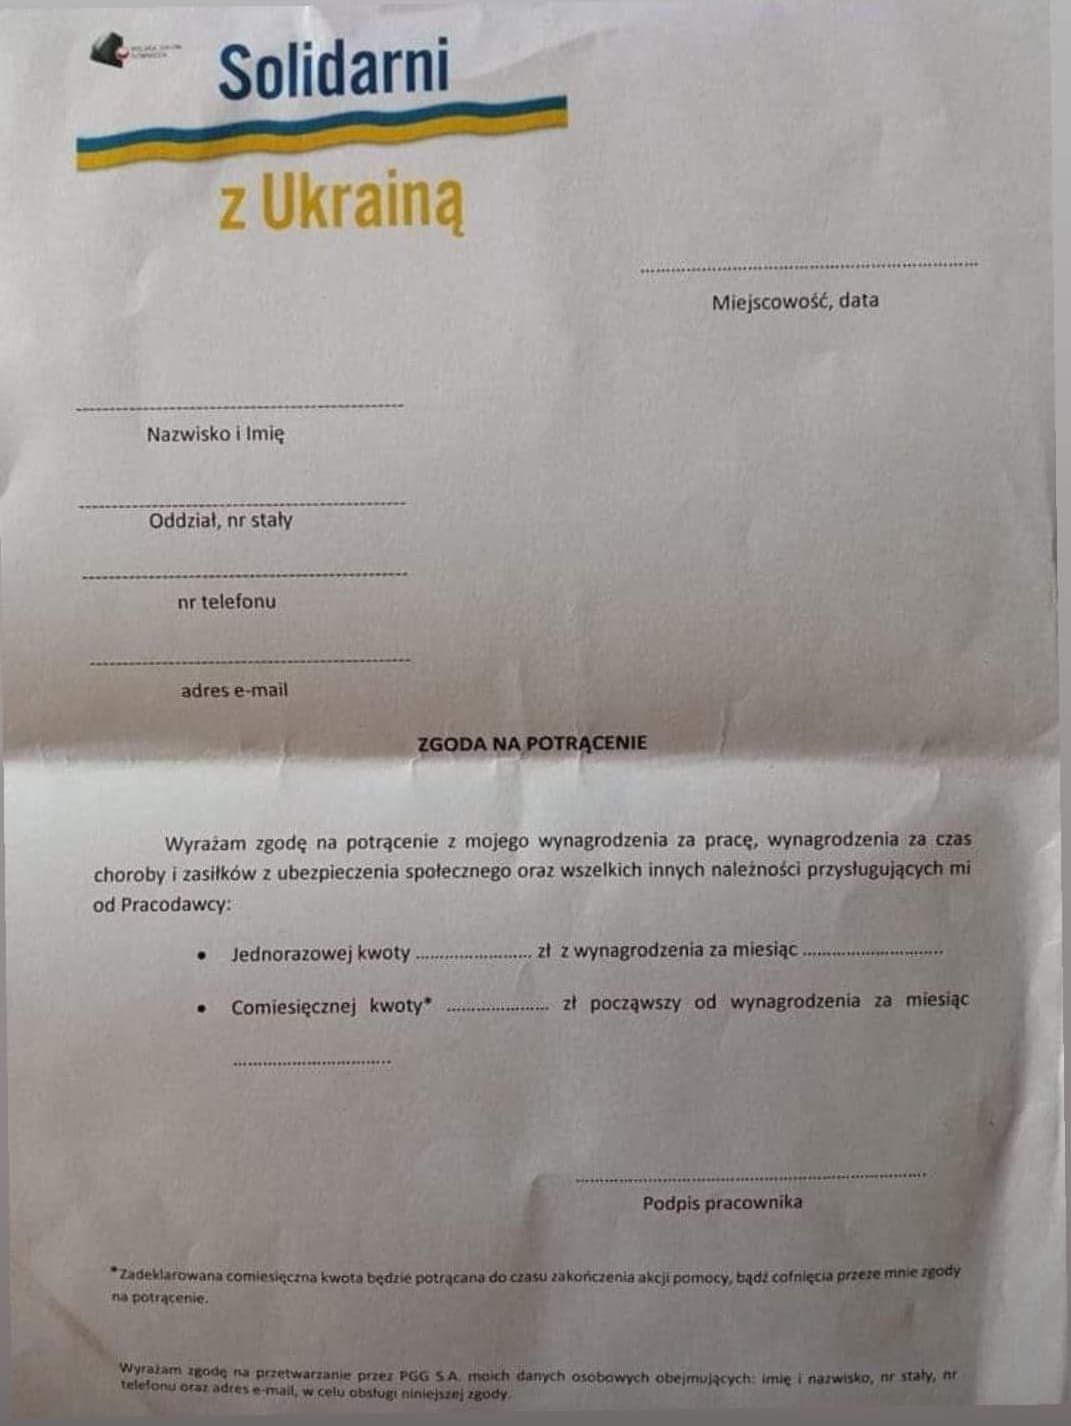 POLSKA GRUPA
GÓRNICZA
Solidarni
z Ukrainą
Miejscowość, data
Nazwisko i Imię
Oddział, nr stały
nr telefonu
adres e-mail
ZGODA NA POTRĄCENIE
Wyrażam zgodę na potrącenie z mojego wynagrodzenia za pracę, wynagrodzenia za czas
choroby i zasiłków z ubezpieczenia społecznego oraz wszelkich innych należności przysługujących mi
od Pracodawcy:
• Jednorazowej kwoty ........................ zł z wynagrodzenia za miesiąc .............................
• Comiesięcznej kwoty* ..................... zł począwszy od wynagrodzenia za miesiąc
................................
Podpis pracownika
*Zadeklarowana comiesięczna kwota będzie potrącana do czasu zakończenia akcji pomocy, bądź cofnięcia przeze mnie zgody
na potrącenie.
Wyrażam zgodę na przetwarzanie przez PGG S.A. moich danych osobowych obejmujących: imię i nazwisko, nr stały, nr
telefonu oraz adres e-mail, w celu obsługi niniejszej zgody.